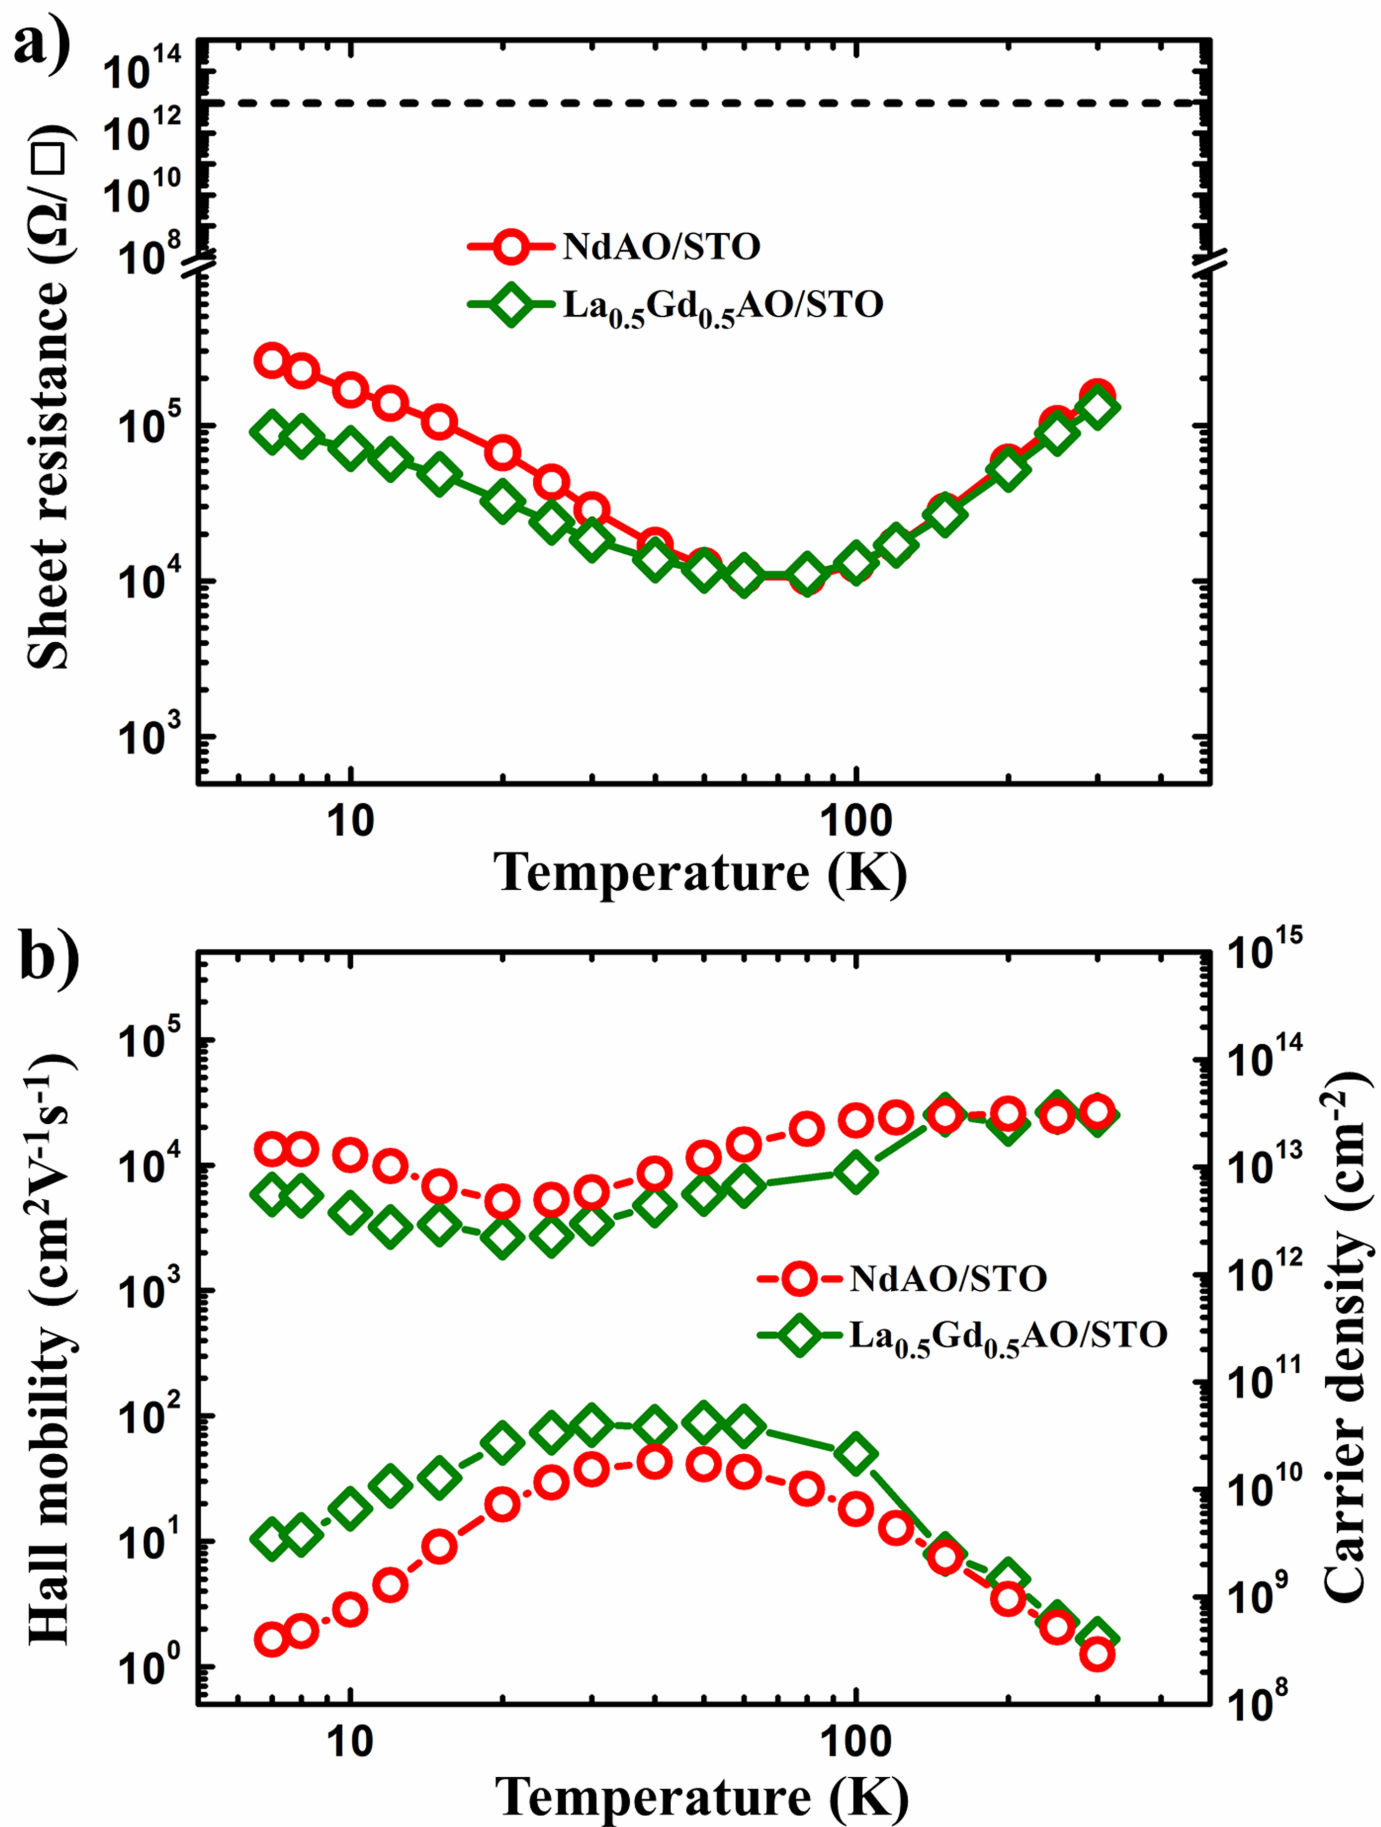 a)
Sheet resistance (Ω/□)
10^14
10^12
10^10
10^8
10^5
10^4
10^3
NdAO/STO
La0.5Gd0.5AO/STO
10 100
Temperature (K)
b)
Hall mobility (cm^2V^-1s^-1)
10^5
10^4
10^3
10^2
10^1
10^0
NdAO/STO
La0.5Gd0.5AO/STO
10^15
10^14
10^13
10^12
10^11
10^10
10^9
10^8
Carrier density (cm^-2)
10 100
Temperature (K)